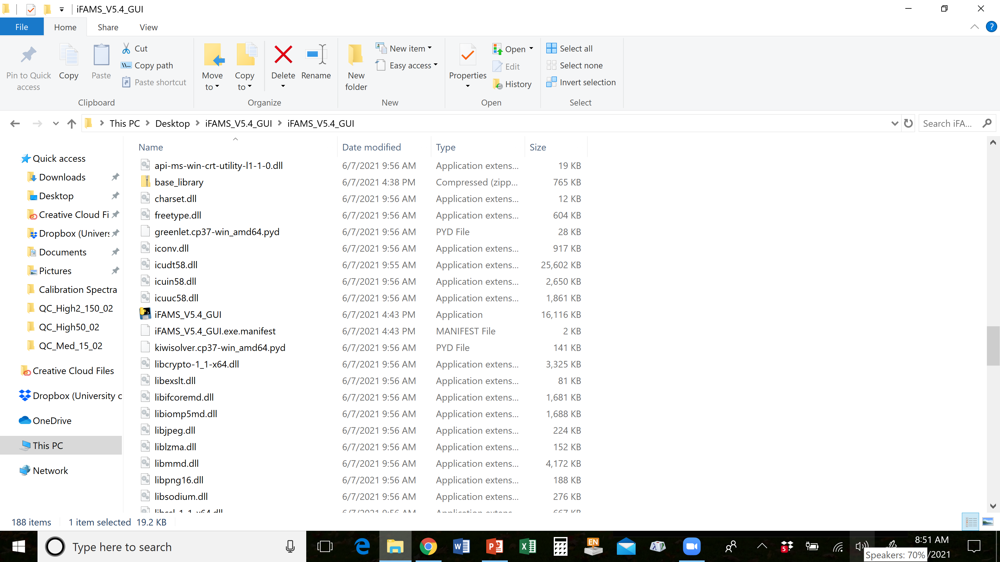 iFAMS_V5.4_GUI
File Home Share View
Pin to Quick access
Copy
Paste
Cut
Copy path
Paste shortcut
Clipboard
Move to
Copy to
Delete
Rename
Organize
New folder
New item
Easy access
New
Properties
Open
Edit
History
Open
Select all
Select none
Invert selection
Select
This PC Desktop iFAMS_V5.4_GUI iFAMS_V5.4_GUI
Search iFA...
Quick access
Downloads
Desktop
Creative Cloud Fi
Dropbox (Univers
Documents
Pictures
Calibration Spectra
QC_High2_150_02
QC_High50_02
QC_Med_15_02
Creative Cloud Files
Dropbox (University o
OneDrive
This PC
Network
Name Date modified Type Size
api-ms-win-crt-utility-l1-1-0.dll 6/7/2021 9:56 AM Application extens... 19 KB
base_library 6/7/2021 4:38 PM Compressed (zipp... 765 KB
charset.dll 6/7/2021 9:56 AM Application extens... 12 KB
freetype.dll 6/7/2021 9:56 AM Application extens... 604 KB
greenlet.cp37-win_amd64.pyd 6/7/2021 9:56 AM PYD File 28 KB
iconv.dll 6/7/2021 9:56 AM Application extens... 917 KB
icudt58.dll 6/7/2021 9:55 AM Application extens... 25,602 KB
icuin58.dll 6/7/2021 9:56 AM Application extens... 2,650 KB
icuuc58.dll 6/7/2021 9:56 AM Application extens... 1,861 KB
iFAMS_V5.4_GUI 6/7/2021 4:43 PM Application 16,116 KB
iFAMS_V5.4_GUI.exe.manifest 6/7/2021 4:43 PM MANIFEST File 2 KB
kiwisolver.cp37-win_amd64.pyd 6/7/2021 9:56 AM PYD File 141 KB
libcrypto-1_1-x64.dll 6/7/2021 9:56 AM Application extens... 3,325 KB
libexslt.dll 6/7/2021 9:56 AM Application extens... 81 KB
libifcoremd.dll 6/7/2021 9:56 AM Application extens... 1,681 KB
libiomp5md.dll 6/7/2021 9:56 AM Application extens... 1,688 KB
libjpeg.dll 6/7/2021 9:56 AM Application extens... 224 KB
liblzma.dll 6/7/2021 9:56 AM Application extens... 152 KB
libmmd.dll 6/7/2021 9:56 AM Application extens... 4,172 KB
libpng16.dll 6/7/2021 9:56 AM Application extens... 188 KB
libsodium.dll 6/7/2021 9:56 AM Application extens... 276 KB
libssl-1_1-x64.dll 6/7/2021 9:56 AM Application extens... 667 KB
188 items 1 item selected 19.2 KB
Type here to search
EN
5
8:51 AM
Speakers: 70% /2021